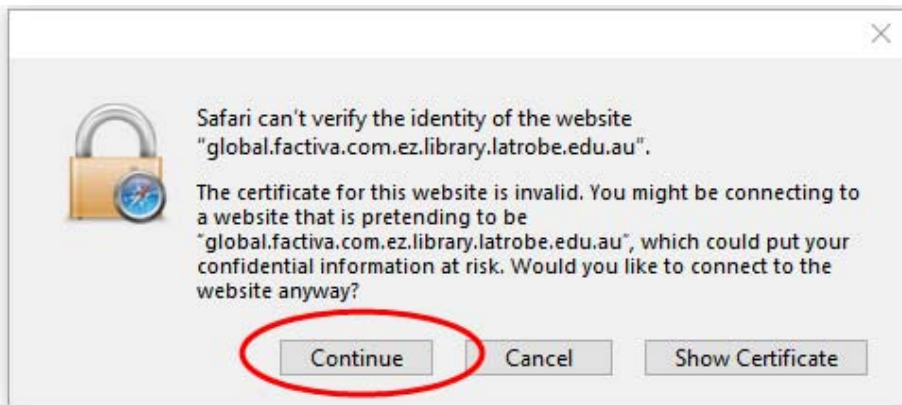 Safari can't verify the identity of the website
"global.factiva.com.ez.library.latrobe.edu.au".
The certificate for this website is invalid. You might be connecting to
a website that is pretending to be
"global.factiva.com.ez.library.latrobe.edu.au", which could put your
confidential information at risk. Would you like to connect to the
website anyway?
Continue Cancel Show Certificate